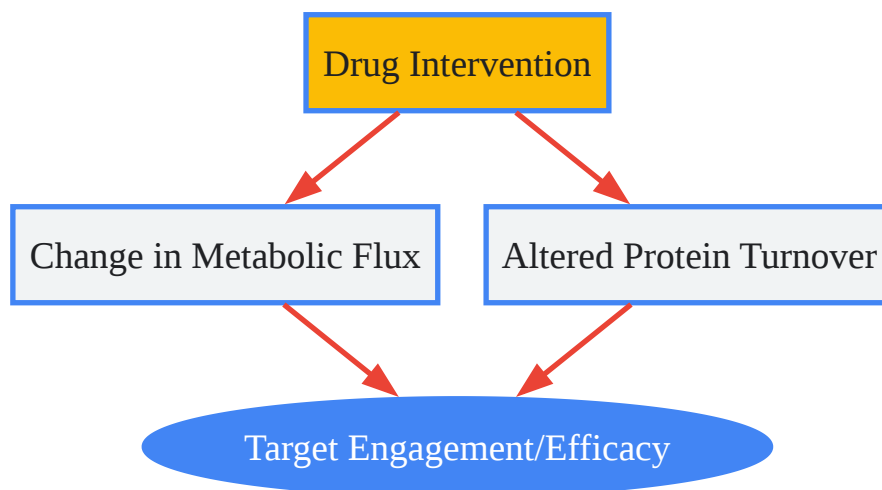 Drug Intervention
Change in Metabolic Flux
Altered Protein Turnover
Target Engagement/Efficacy